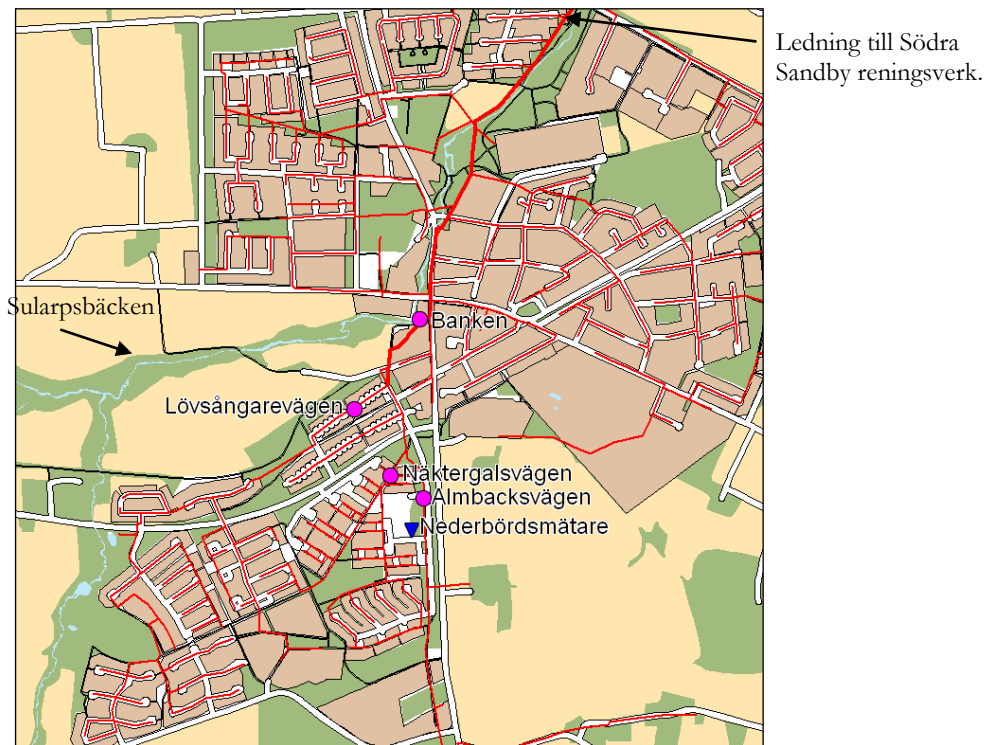 Ledning till Södra
Sandby reningsverk.
Sularpsbäcken
Banken
Lövsångarevägen
Näktergalsvägen
Almbacksvägen
Nederbördsmätare